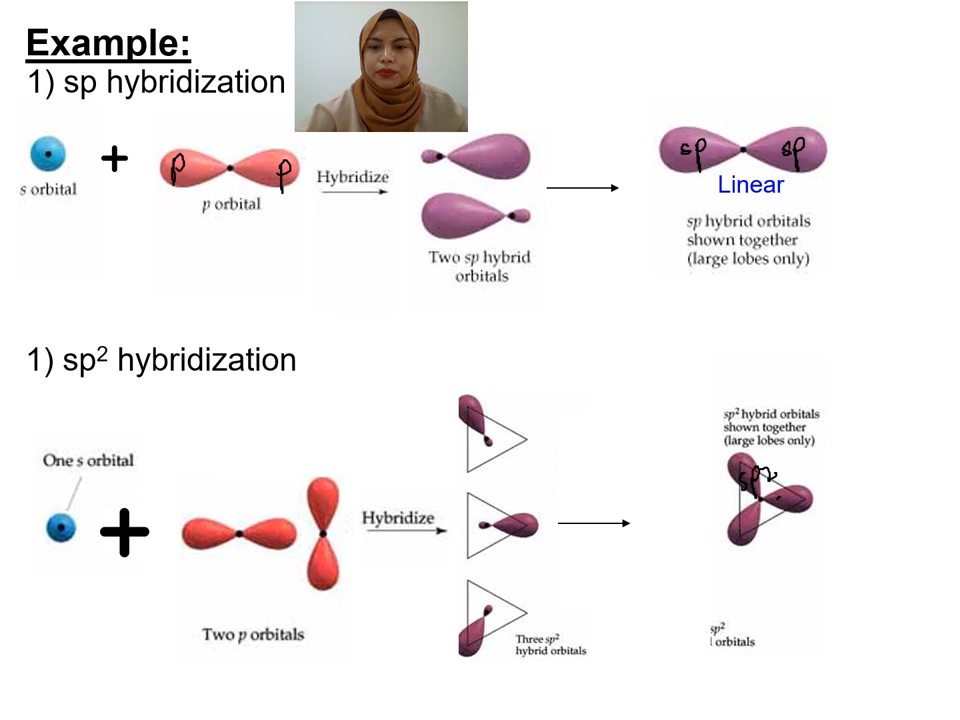 Example:
1) sp hybridization
+
p p
s orbital
p orbital
Hybridize
Two sp hybrid
orbitals
sp sp
Linear
sp hybrid orbitals
shown together
(large lobes only)
1) sp² hybridization
One s orbital
+
Two p orbitals
Hybridize
Three sp²
hybrid orbitals
sp² hybrid orbitals
shown together
(large lobes only)
sp2
sp²
orbitals